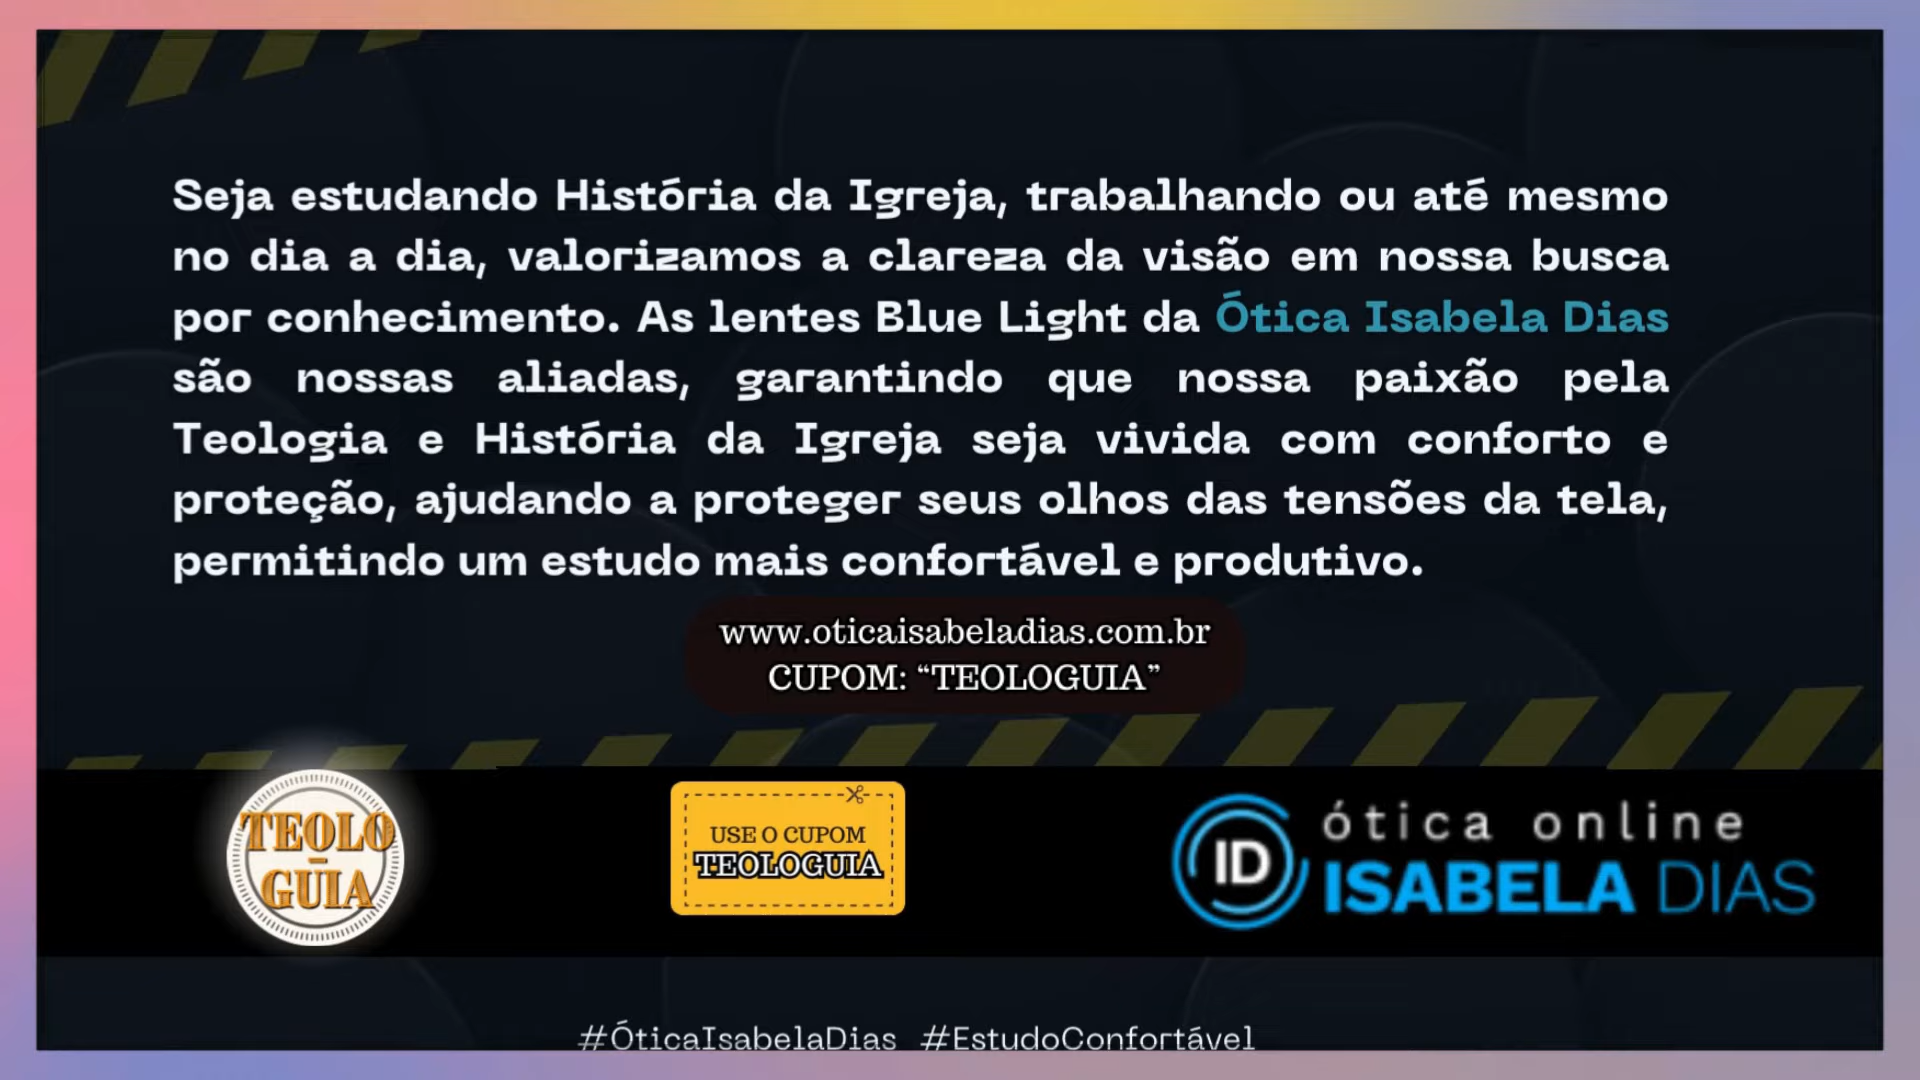 Seja estudando História da Igreja, trabalhando ou até mesmo
no dia a dia, valorizamos a clareza da visão em nossa busca
por conhecimento. As lentes Blue Light da Ótica Isabela Dias
são nossas aliadas, garantindo que nossa paixão pela
Teologia e História da Igreja seja vivida com conforto e
proteção, ajudando a proteger seus olhos das tensões da tela,
permitindo um estudo mais confortável e produtivo.
www.oticaisabeladias.com.br
CUPOM: “TEOLOGUIA”
TEOLO
-
GUIA
USE O CUPOM
TEOLOGUIA
ID
ótica online
ISABELA DIAS
#ÓticaIsabelaDias #EstudoConfortável